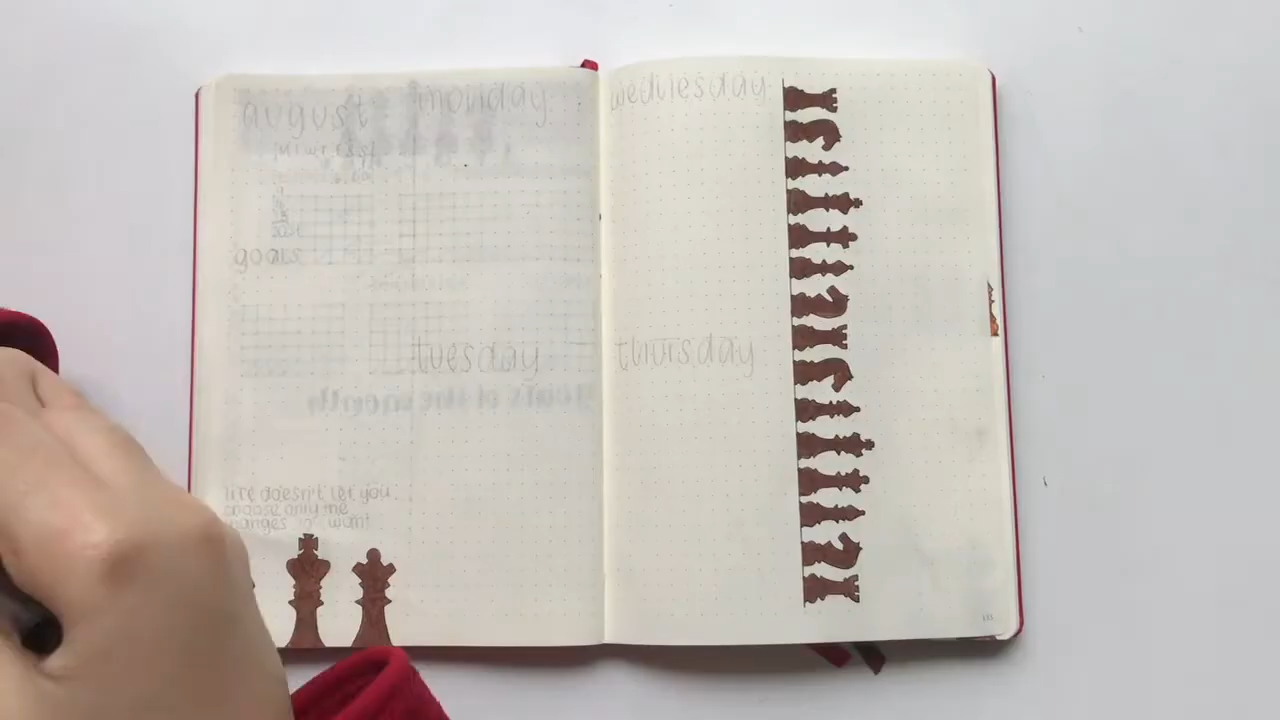 august
monday
goals
tuesday
life doesn't let you
choose only the
changes you want
wednesday
thursday